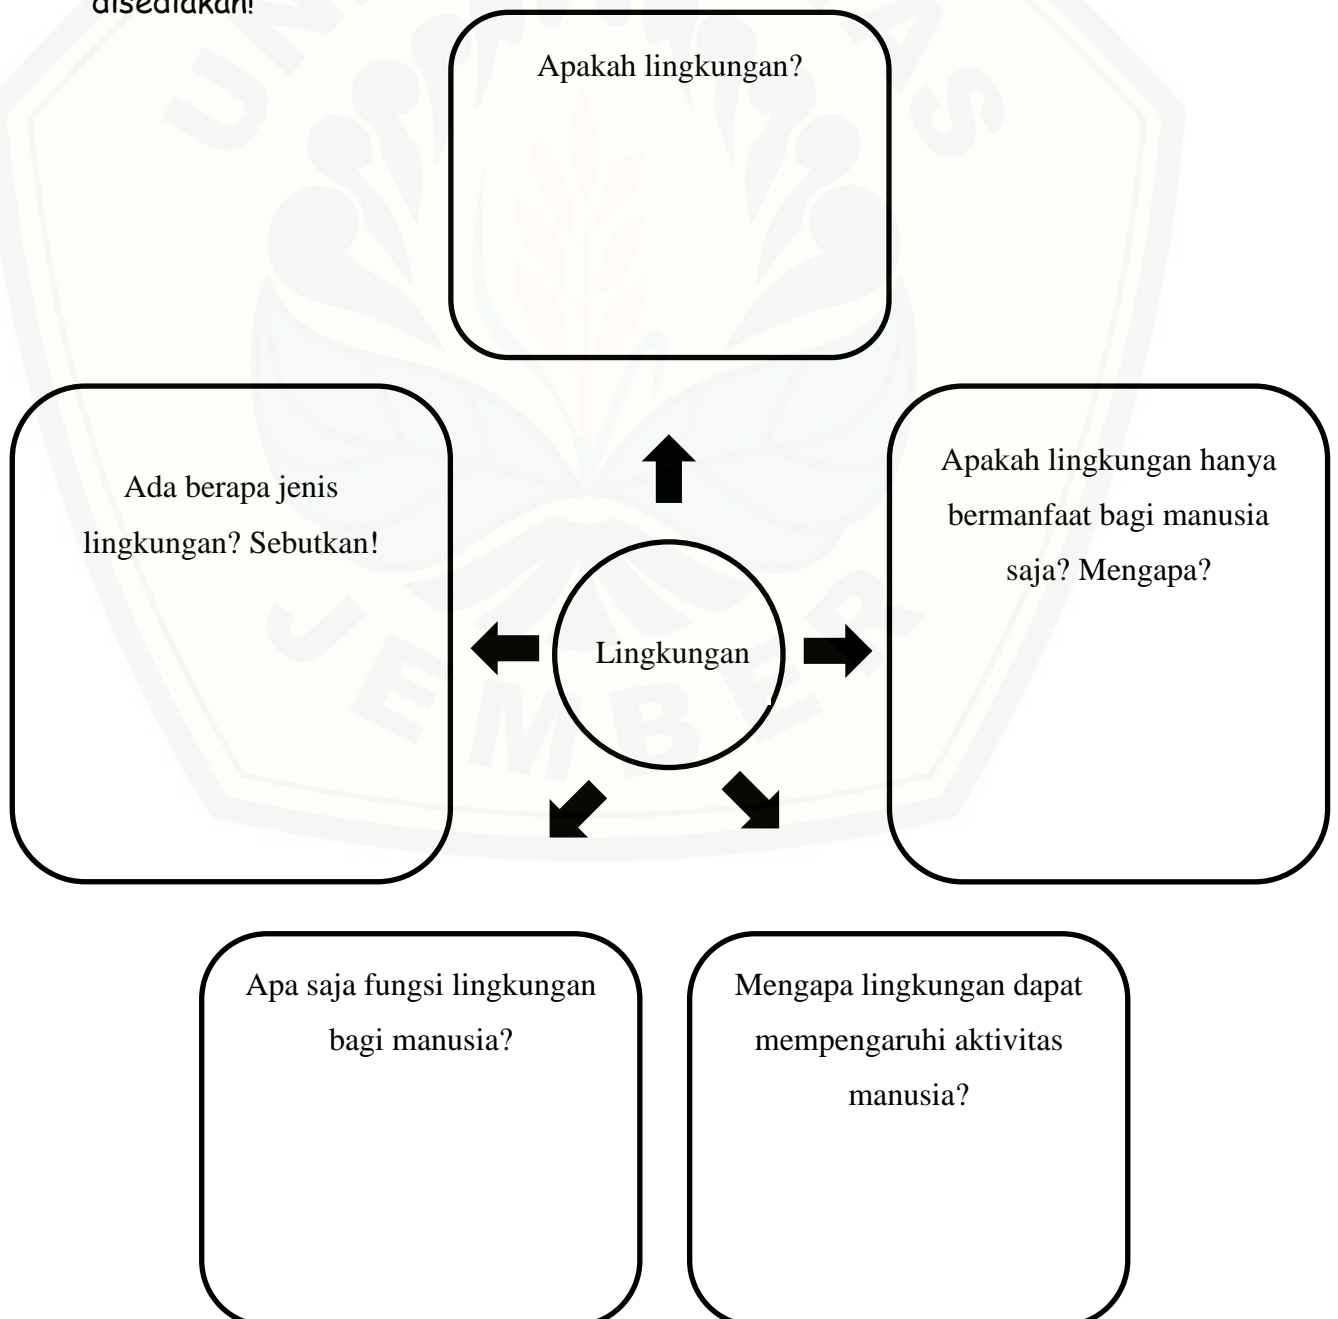 disediakan!
Apakah lingkungan?
Ada berapa jenis
lingkungan? Sebutkan!
Apakah lingkungan hanya
bermanfaat bagi manusia
saja? Mengapa?
Lingkungan
Apa saja fungsi lingkungan
bagi manusia?
Mengapa lingkungan dapat
mempengaruhi aktivitas
manusia?
JEMBER